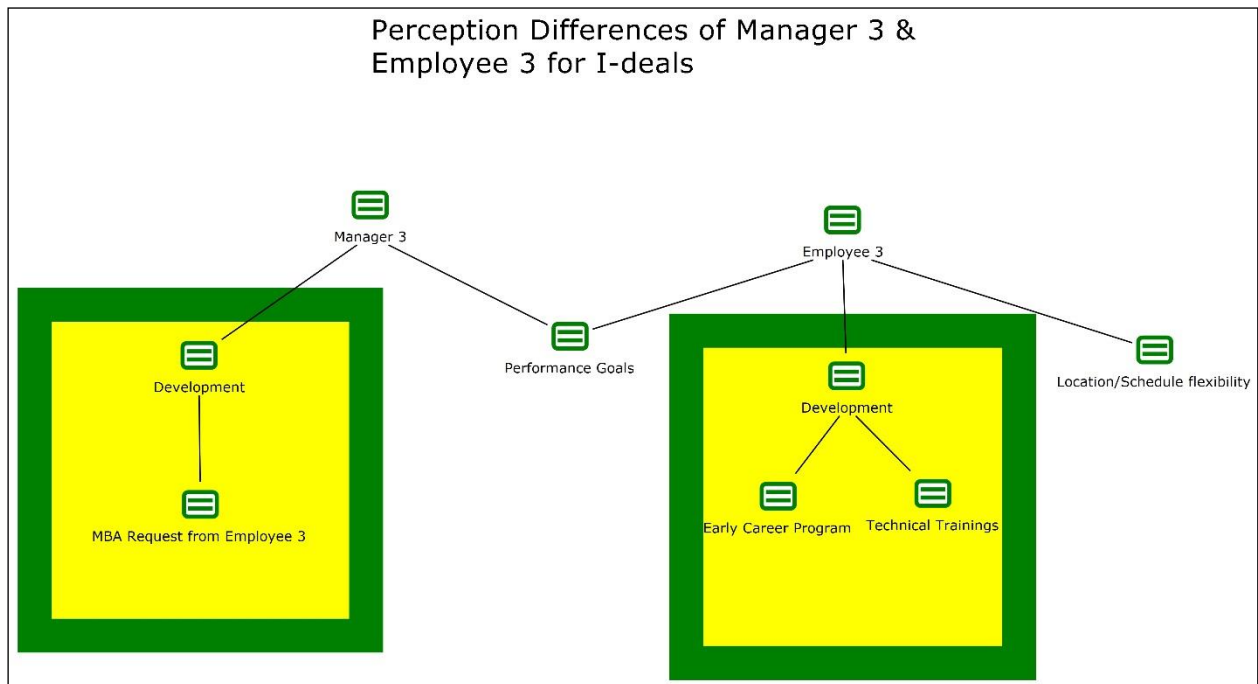 Perception Differences of Manager 3 &
Employee 3 for I-deals
Manager 3
Employee 3
Development
Performance Goals
Development
Location/Schedule flexibility
MBA Request from Employee 3
Early Career Program
Technical Trainings